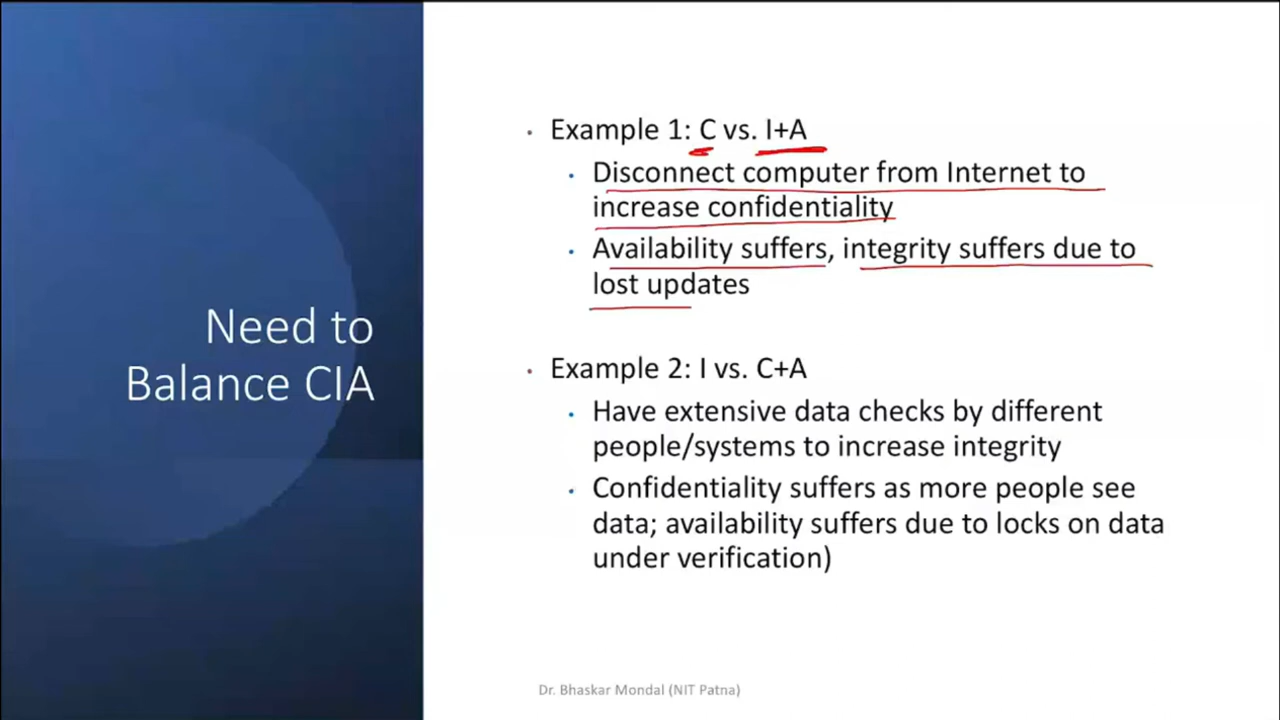 Need to
Balance CIA
• Example 1: C vs. I+A
• Disconnect computer from Internet to
increase confidentiality
• Availability suffers, integrity suffers due to
lost updates
• Example 2: I vs. C+A
• Have extensive data checks by different
people/systems to increase integrity
• Confidentiality suffers as more people see
data; availability suffers due to locks on data
under verification)
Dr. Bhaskar Mondal (NIT Patna)